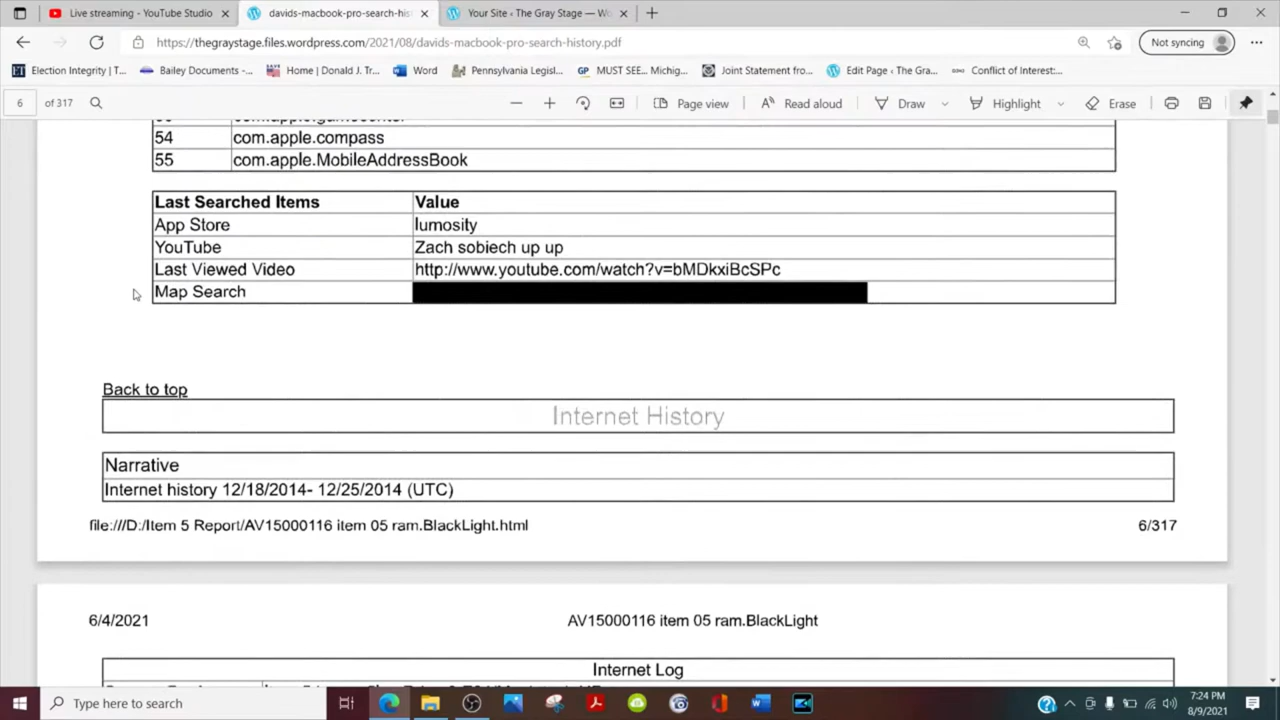 Live streaming - YouTube Studio
davids-macbook-pro-search-his
Your Site ‹ The Gray Stage — Wo
https://thegraystage.files.wordpress.com/2021/08/davids-macbook-pro-search-history.pdf
Not syncing
Election Integrity | T...
Bailey Documents -...
Home | Donald J. Tr...
Word
Pennsylvania Legisl...
MUST SEE... Michig...
Joint Statement fro...
Edit Page ‹ The Gra...
Conflict of Interest:...
6 of 317
Page view
Read aloud
Draw
Highlight
Erase
54 com.apple.compass
55 com.apple.MobileAddressBook
Last Searched Items Value
App Store lumosity
YouTube Zach sobiech up up
Last Viewed Video http://www.youtube.com/watch?v=bMDkxiBcSPc
Map Search
Back to top
Internet History
Narrative
Internet history 12/18/2014- 12/25/2014 (UTC)
file:///D:/Item 5 Report/AV15000116 item 05 ram.BlackLight.html 6/317
6/4/2021 AV15000116 item 05 ram.BlackLight
Internet Log
Type here to search
7:24 PM
8/9/2021